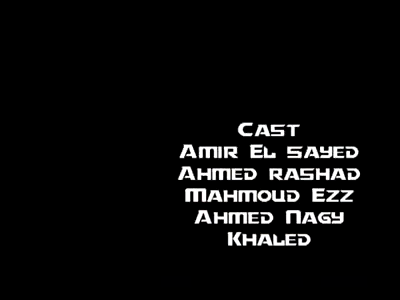 Cast
Amir El sayed
Ahmed rashad
Mahmoud Ezz
Ahmed Nagy
Khaled